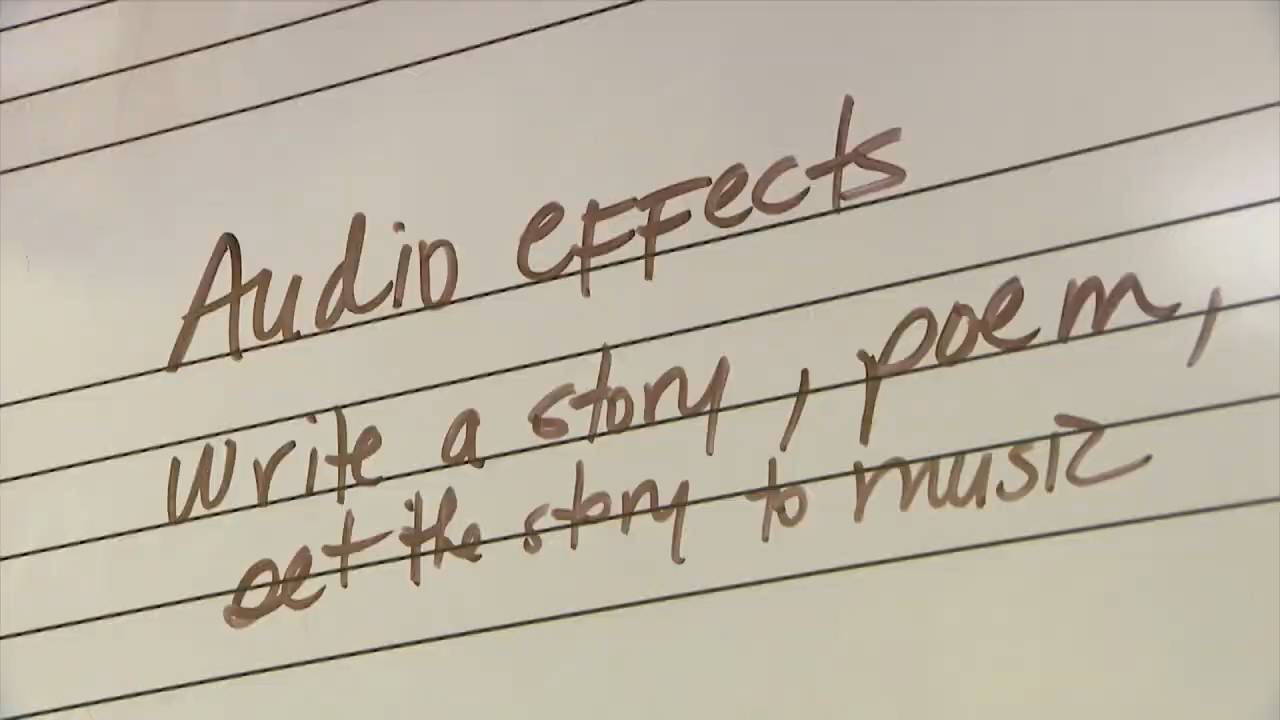 Audio effects
Write a story, poem,
set the story to music